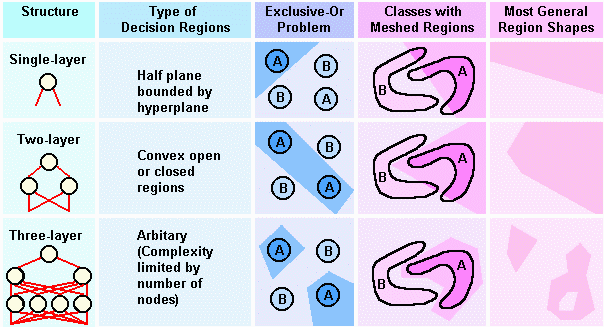 Structure
Type of
Decision Regions
Exclusive-Or
Problem
Classes with
Meshed Regions
Most General
Region Shapes
Single-layer
Half plane
bounded by
hyperplane
A
B
B
A
B
A
Two-layer
Convex open
or closed
regions
A
B
B
A
B
A
Three-layer
Arbitary
(Complexity
limited by
number of
nodes)
A
B
B
A
B
A